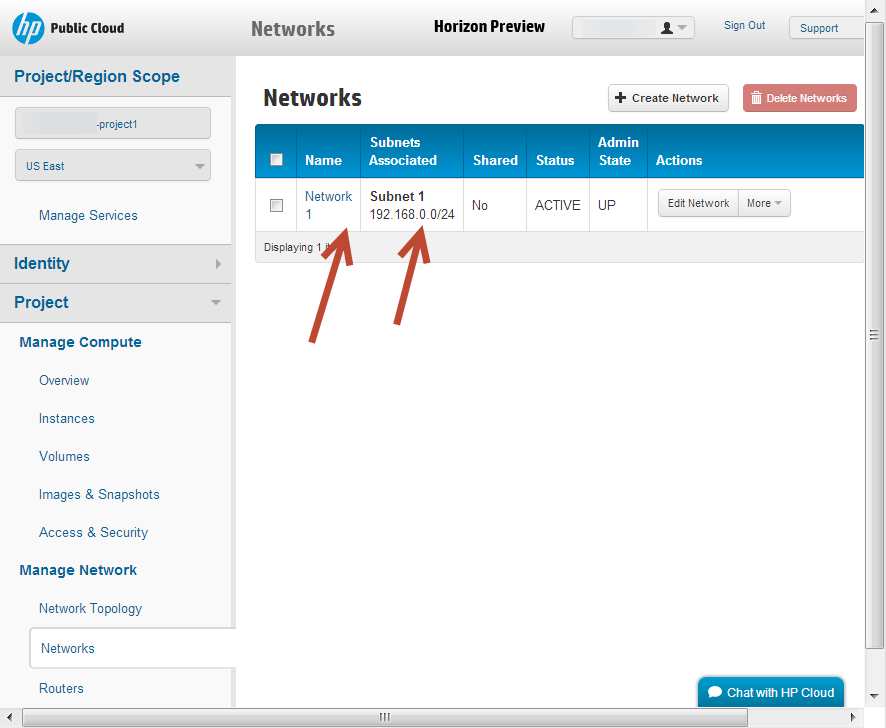 hp Public Cloud
Networks
Horizon Preview
Sign Out
Support
Project/Region Scope
-project1
US East
Manage Services
Identity
Project
Manage Compute
Overview
Instances
Volumes
Images & Snapshots
Access & Security
Manage Network
Network Topology
Networks
Routers
Networks
Create Network
Delete Networks
Name
Subnets
Associated
Shared
Status
Admin
State
Actions
Network
1
Subnet 1
192.168.0.0/24
No
ACTIVE
UP
Edit Network
More
Displaying 1
Chat with HP Cloud